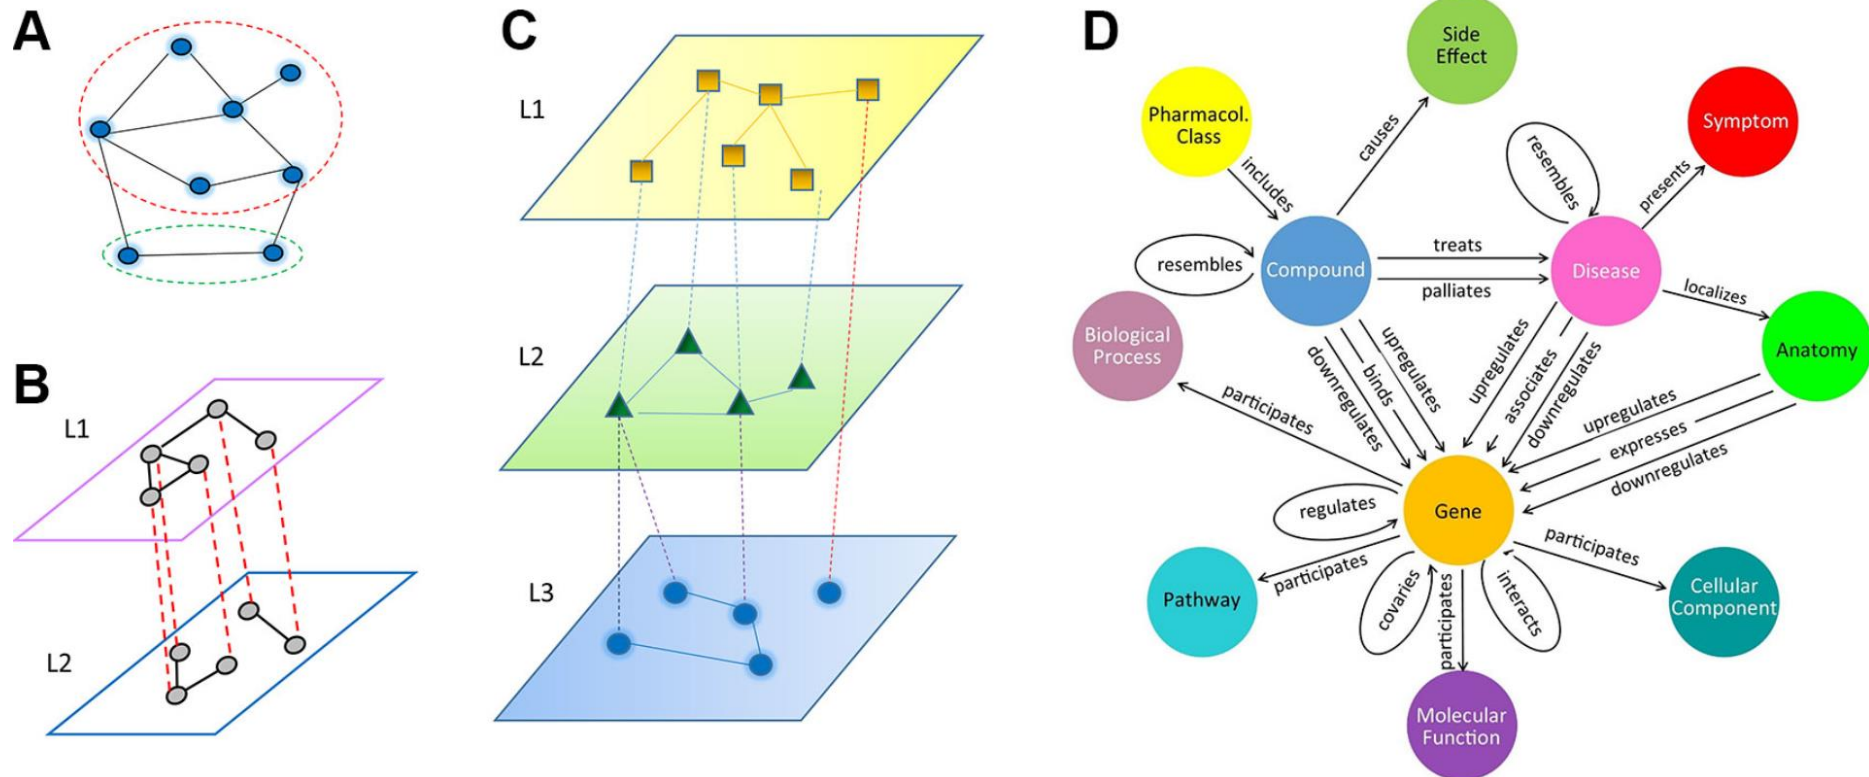 A
B
L1
L2
C
L1
L2
L3
D
Side
Effect
Pharmacol.
Class
Symptom
causes
resembles
presents
includes
Compound
resembles
treats
palliates
Disease
localizes
Biological
Process
Anatomy
downregulates
binds
upregulates
upregulates
associates
downregulates
upregulates
expresses
downregulates
participates
regulates
Gene
participates
participates
Pathway
covaries
participates
interacts
Cellular
Component
Molecular
Function